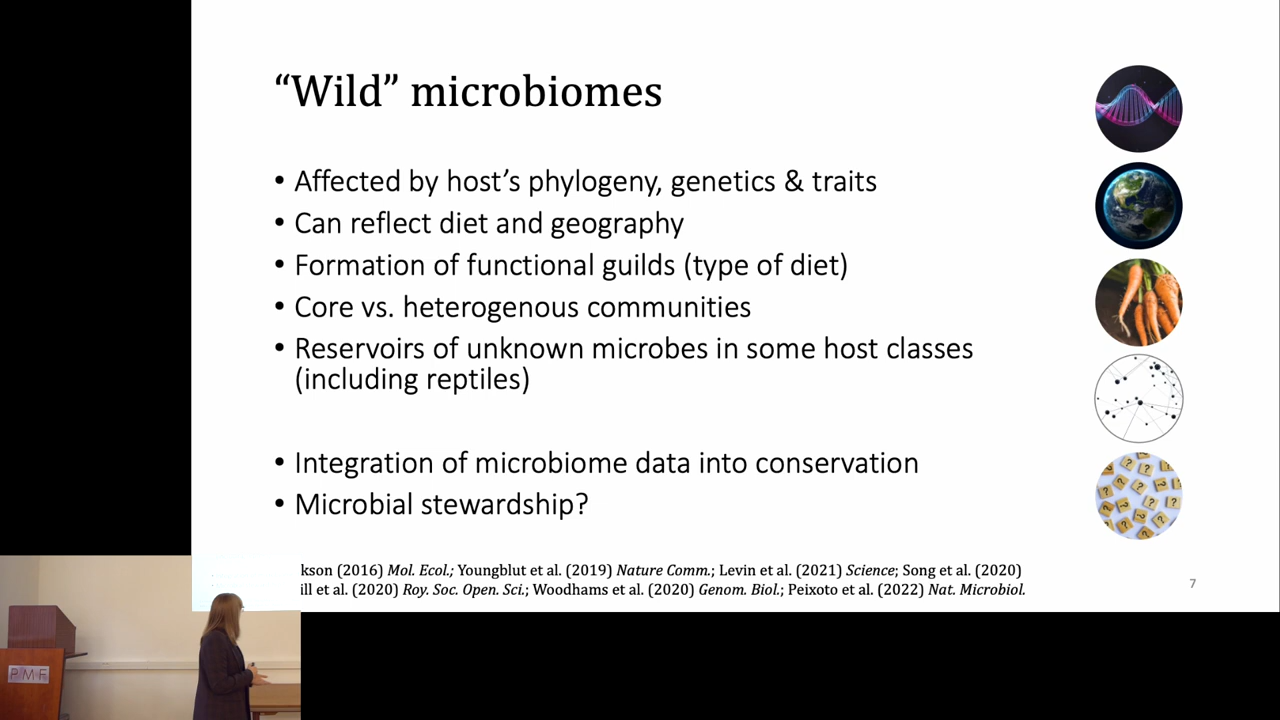 “Wild” microbiomes
• Affected by host’s phylogeny, genetics & traits
• Can reflect diet and geography
• Formation of functional guilds (type of diet)
• Core vs. heterogenous communities
• Reservoirs of unknown microbes in some host classes
(including reptiles)
• Integration of microbiome data into conservation
• Microbial stewardship?
kson (2016) Mol. Ecol.; Youngblut et al. (2019) Nature Comm.; Levin et al. (2021) Science; Song et al. (2020)
ill et al. (2020) Roy. Soc. Open. Sci.; Woodhams et al. (2020) Genom. Biol.; Peixoto et al. (2022) Nat. Microbiol.
7
PMF